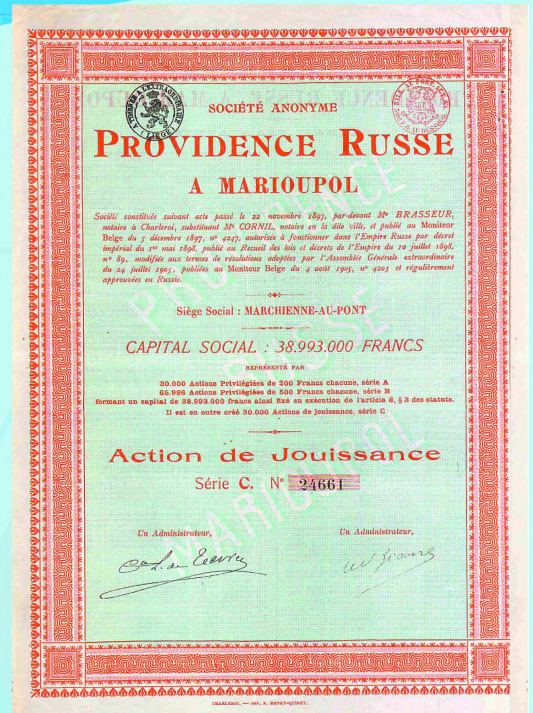 SOCIÉTÉ ANONYME
PROVIDENCE RUSSE
A MARIOUPOL
Société constituée suivant acte passé le 22 novembre 1897, par-devant Me BRASSEUR,
notaire à Charleroi, substituant Me CORNIL, notaire en la dite ville, et publié au Moniteur
Belge du 5 décembre 1897, no 4247, autorisée à fonctionner dans l'Empire Russe par décret
impérial du 1er mai 1898, publié au Recueil des lois et décrets de l'Empire du 10 juillet 1898,
no 89, modifiée aux termes de résolutions adoptées par l'Assemblée Générale extraordinaire
du 24 juillet 1905, publiées au Moniteur Belge du 4 août 1905, no 4203 et régulièrement
approuvées en Russie.
Siège Social : MARCHIENNE-AU-PONT
CAPITAL SOCIAL : 38.993.000 FRANCS
REPRÉSENTÉ PAR
30.000 Actions Privilégiées de 200 Francs chacune, série A
65.986 Actions Privilégiées de 500 Francs chacune, série B
formant un capital de 38.993.000 francs ainsi fixé en exécution de l'article 8, § 3 des statuts.
Il est en outre créé 30.000 Actions de jouissance, série C
Action de Jouissance
Série C. No 24661
Un Administrateur, Un Administrateur,
PROVIDENCE
RUSSE
MARIOUPOL
CHARLEROI. — IMP. F. HENRY-QUINET.